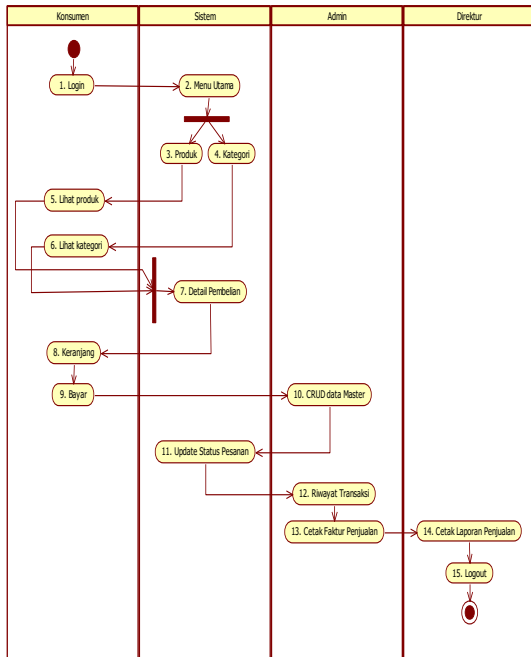 Konsumen
Sistem
Admin
Direktur
1. Login
2. Menu Utama
3. Produk
4. Kategori
5. Lihat produk
6. Lihat kategori
7. Detail Pembelian
8. Keranjang
9. Bayar
10. CRUD data Master
11. Update Status Pesanan
12. Riwayat Transaksi
13. Cetak Faktur Penjualan
14. Cetak Laporan Penjualan
15. Logout